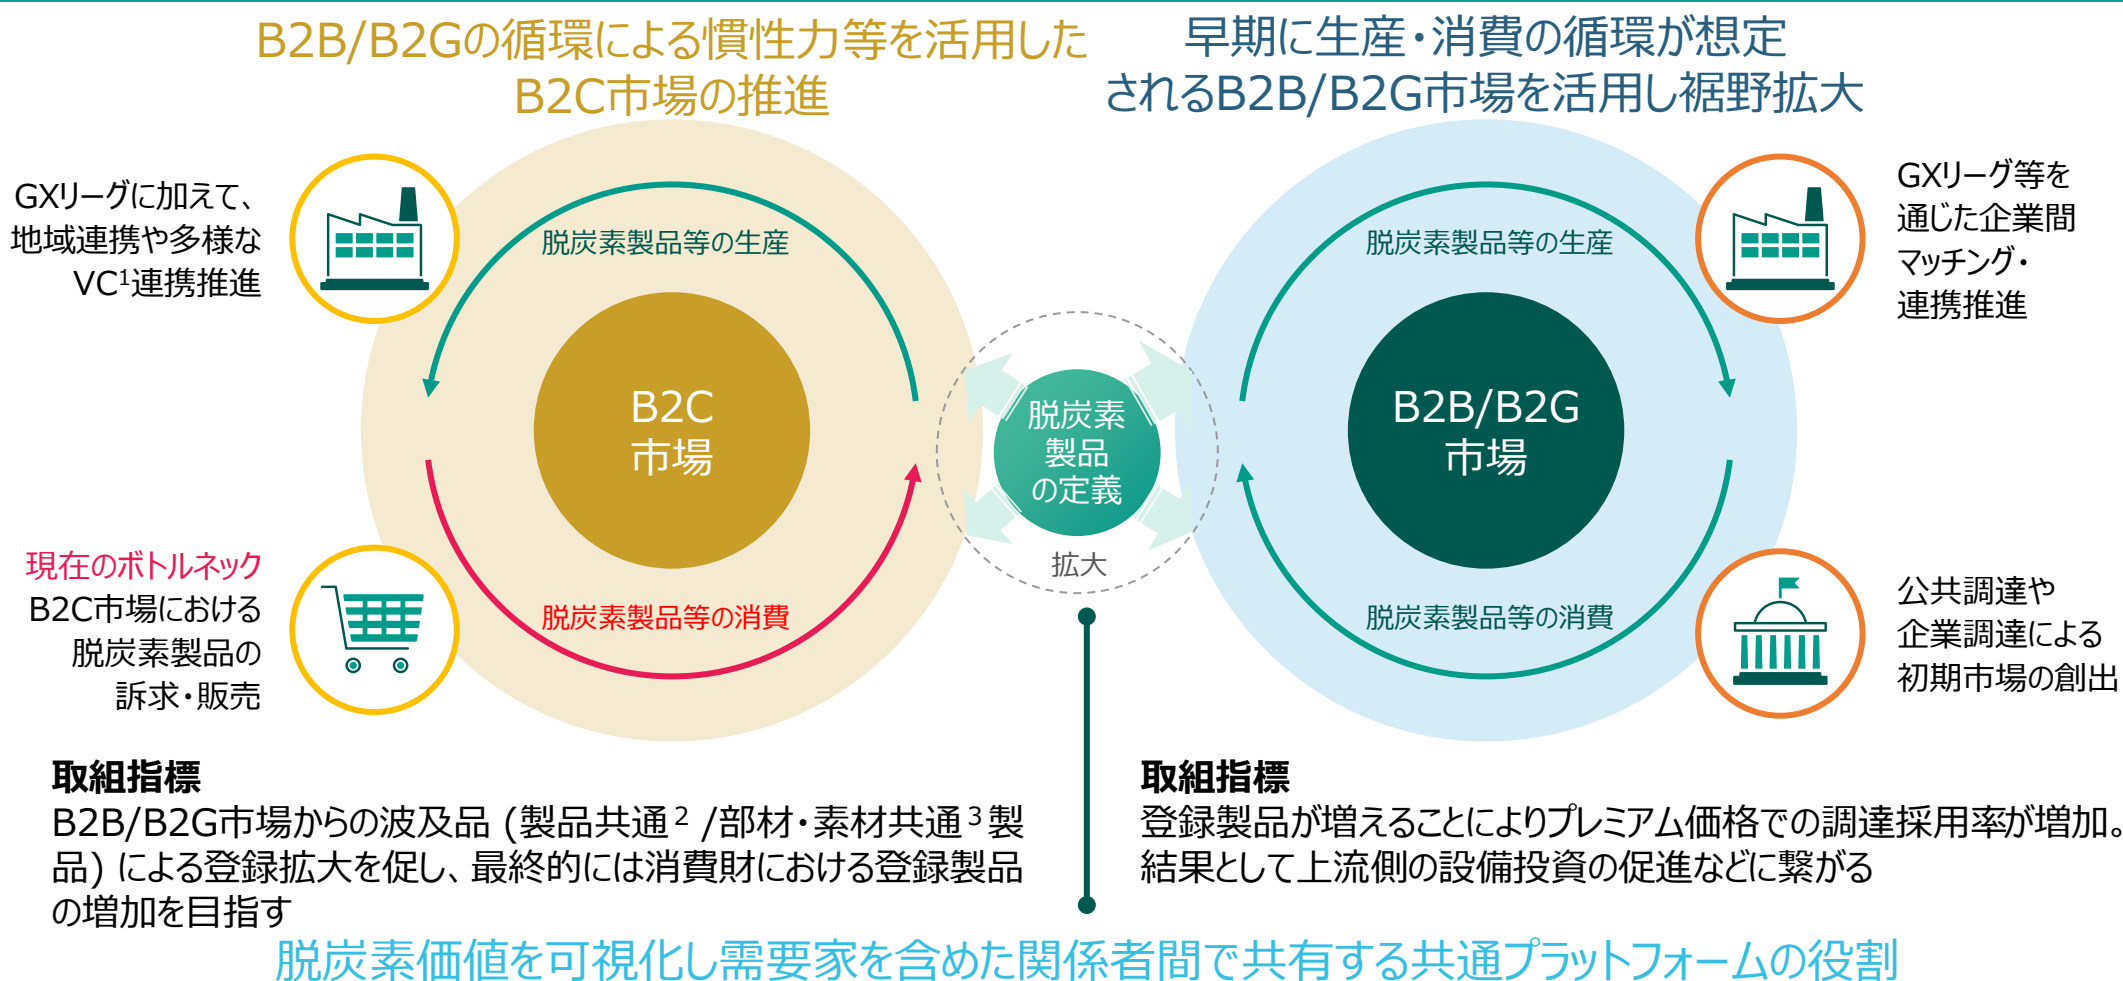 B2B/B2Gの循環による慣性力等を活用した
B2C市場の推進
早期に生産・消費の循環が想定
されるB2B/B2G市場を活用し裾野拡大
GXリーグに加えて、
地域連携や多様な
VC1連携推進
脱炭素製品等の生産
B2C
市場
脱炭素製品等の消費
現在のボトルネック
B2C市場における
脱炭素製品の
訴求・販売
脱炭素
製品
の定義
拡大
脱炭素製品等の生産
B2B/B2G
市場
脱炭素製品等の消費
GXリーグ等を
通じた企業間
マッチング・
連携推進
公共調達や
企業調達による
初期市場の創出
取組指標
B2B/B2G市場からの波及品 (製品共通2 /部材・素材共通3製
品) による登録拡大を促し、最終的には消費財における登録製品
の増加を目指す
取組指標
登録製品が増えることによりプレミアム価格での調達採用率が増加。
結果として上流側の設備投資の促進などに繋がる
脱炭素価値を可視化し需要家を含めた関係者間で共有する共通プラットフォームの役割